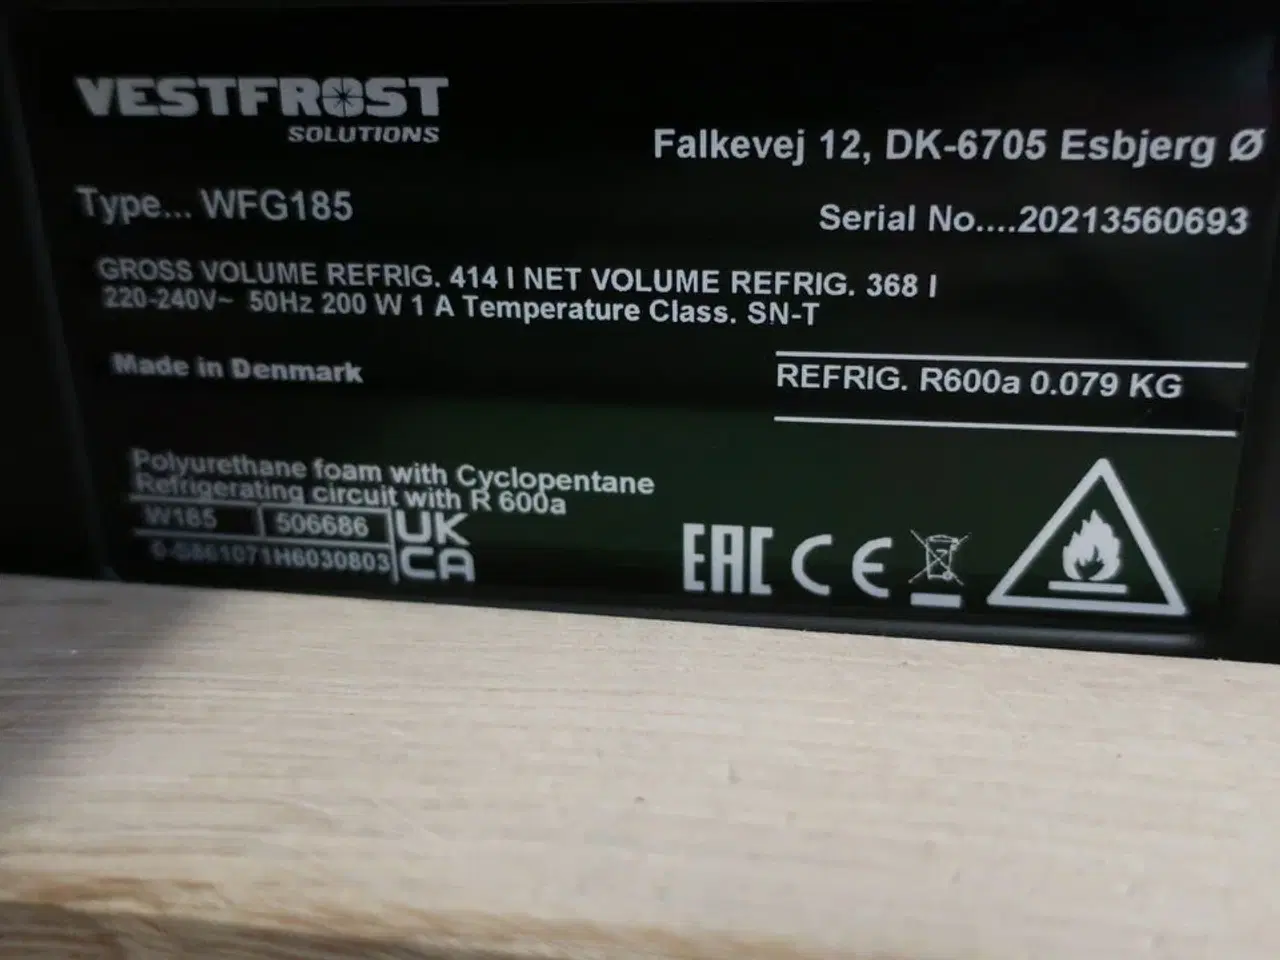 VESTFROST
SOLUTIONS
Falkevej 12, DK-6705 Esbjerg Ø
Type... WFG185
Serial No....20213560693
GROSS VOLUME REFRIG. 414 l NET VOLUME REFRIG. 368 l
220-240V~ 50Hz 200 W 1 A Temperature Class. SN-T
Made in Denmark
REFRIG. R600a 0.079 KG
Polyurethane foam with Cyclopentane
Refrigerating circuit with R 600a
W185 506686
UK
CA
EAC CE